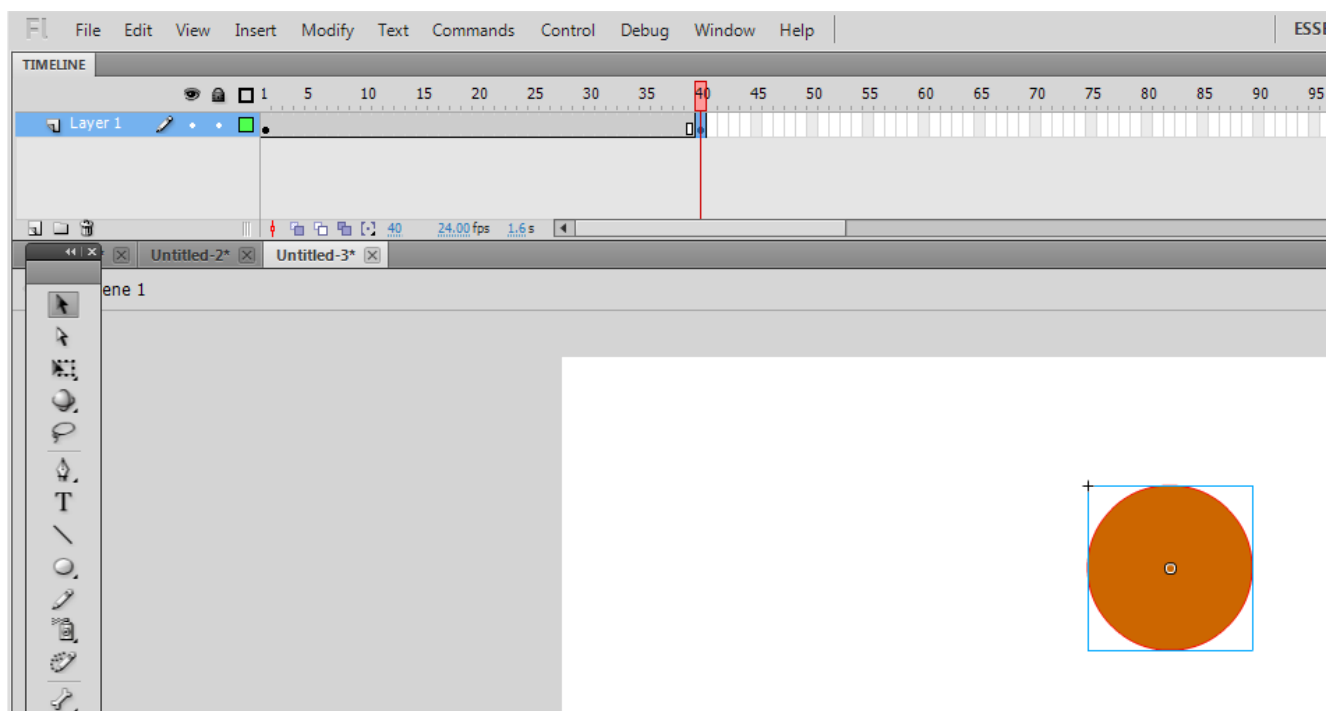 Fl File Edit View Insert Modify Text Commands Control Debug Window Help ESSE
TIMELINE
1 5 10 15 20 25 30 35 40 45 50 55 60 65 70 75 80 85 90 95
Layer 1
40 24.00 fps 1.6 s
Untitled-2* Untitled-3*
ene 1
T